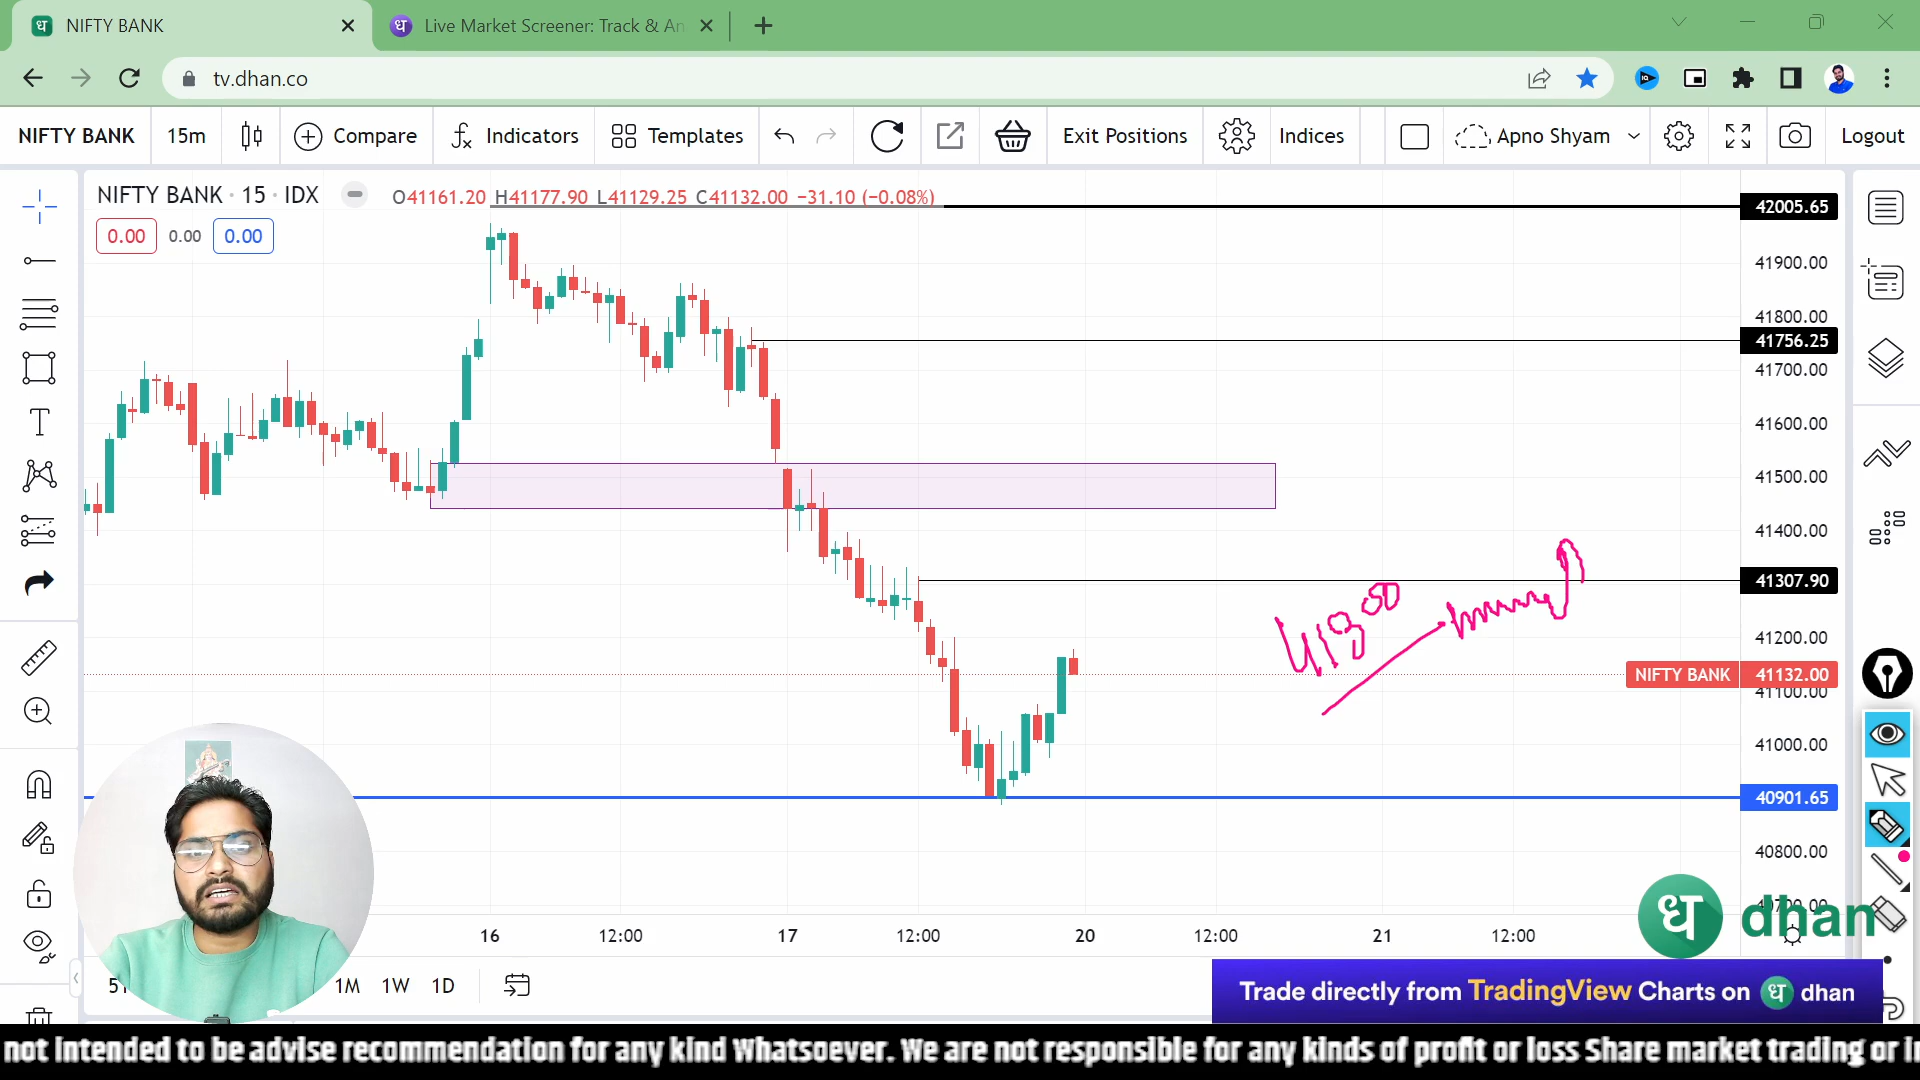 NIFTY BANK
Live Market Screener: Track & An
tv.dhan.co
NIFTY BANK 15m Compare Indicators Templates Exit Positions Indices Apno Shyam Logout
NIFTY BANK · 15 · IDX O41161.20 H41177.90 L41129.25 C41132.00 −31.10 (−0.08%)
0.00 0.00 0.00
42005.65
41900.00
41800.00
41756.25
41700.00
41600.00
41500.00
41400.00
41307.90
41200.00
NIFTY BANK 41132.00
41100.00
41000.00
40901.65
40800.00
16 12:00 17 12:00 20 12:00 21 12:00
ध dhan
1M 1W 1D
Trade directly from TradingView Charts on ध dhan
not intended to be advise recommendation for any kind Whatsoever. We are not responsible for any kinds of profit or loss Share market trading or